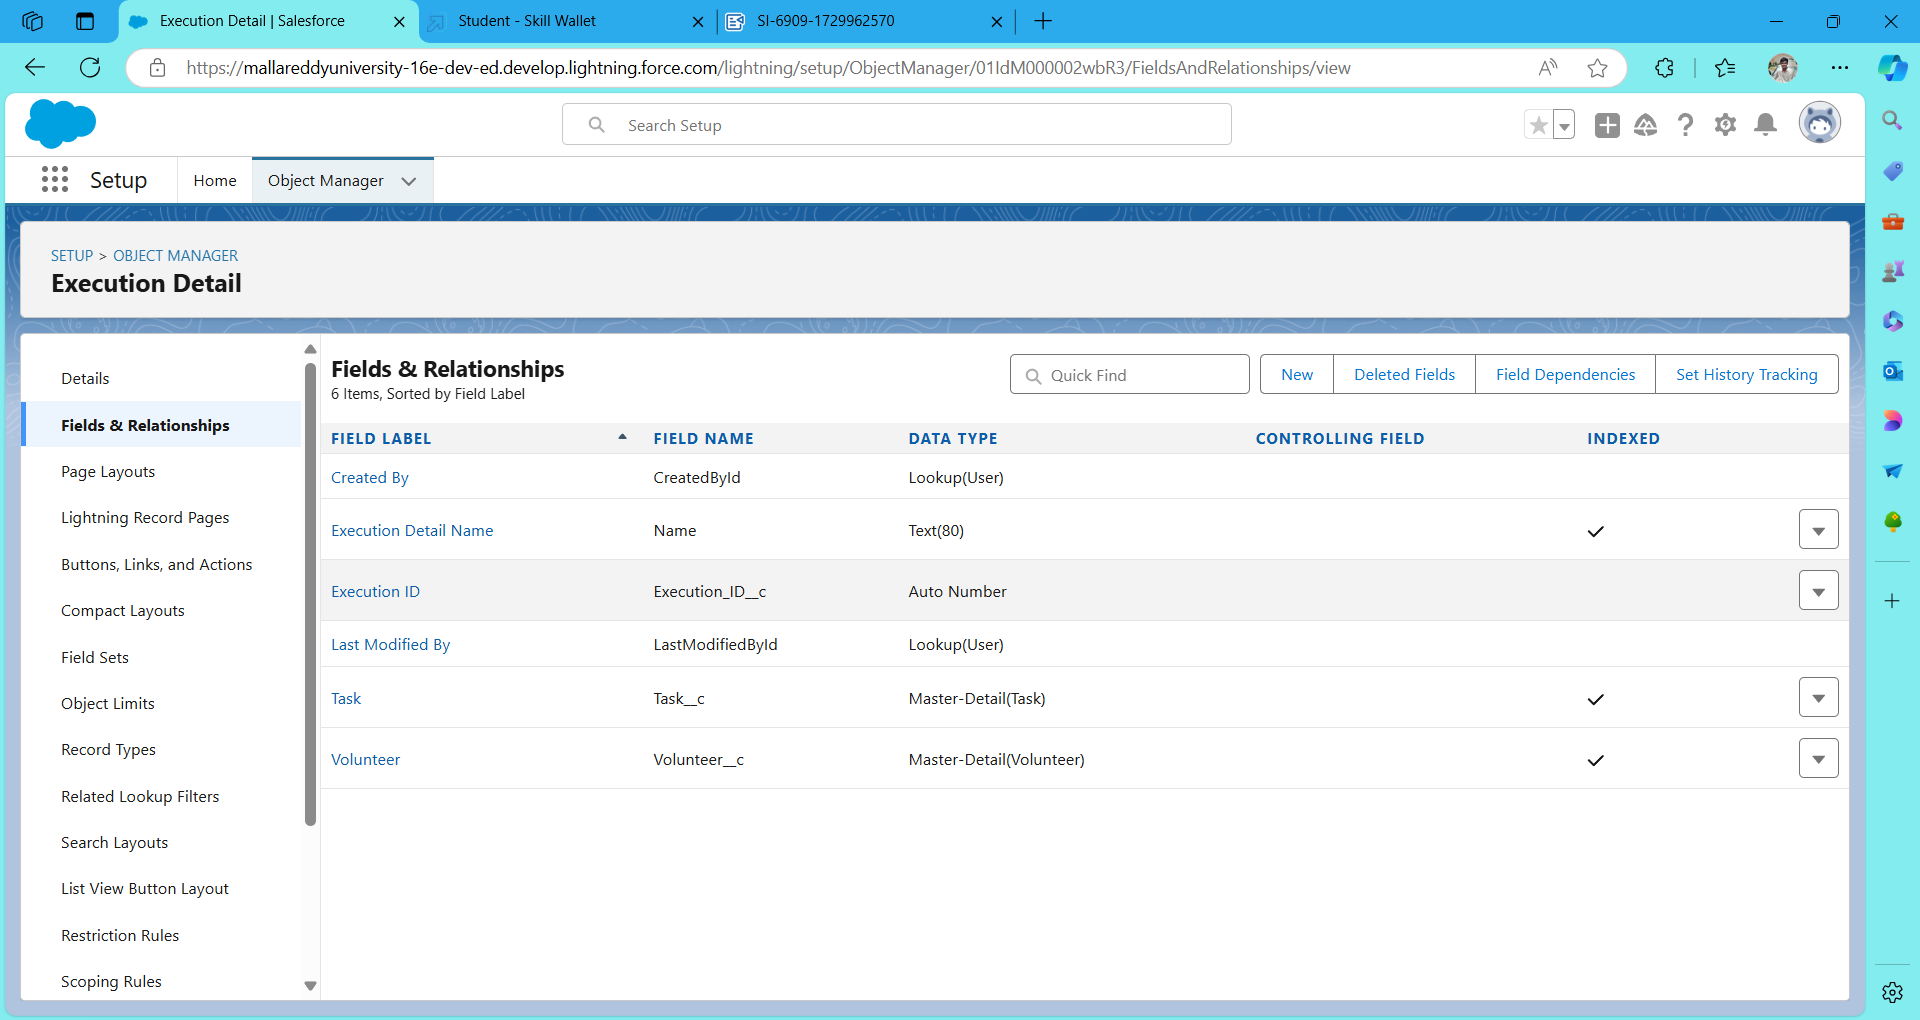 Execution Detail | Salesforce
Student - Skill Wallet
SI-6909-1729962570
https://mallareddyuniversity-16e-dev-ed.develop.lightning.force.com/lightning/setup/ObjectManager/01IdM000002wbR3/FieldsAndRelationships/view
Search Setup
Setup
Home
Object Manager
SETUP > OBJECT MANAGER
Execution Detail
Details
Fields & Relationships
Page Layouts
Lightning Record Pages
Buttons, Links, and Actions
Compact Layouts
Field Sets
Object Limits
Record Types
Related Lookup Filters
Search Layouts
List View Button Layout
Restriction Rules
Scoping Rules
Fields & Relationships
6 Items, Sorted by Field Label
Quick Find
New
Deleted Fields
Field Dependencies
Set History Tracking
FIELD LABEL FIELD NAME DATA TYPE CONTROLLING FIELD INDEXED
Created By CreatedById Lookup(User)
Execution Detail Name Name Text(80)
Execution ID Execution_ID__c Auto Number
Last Modified By LastModifiedById Lookup(User)
Task Task__c Master-Detail(Task)
Volunteer Volunteer__c Master-Detail(Volunteer)